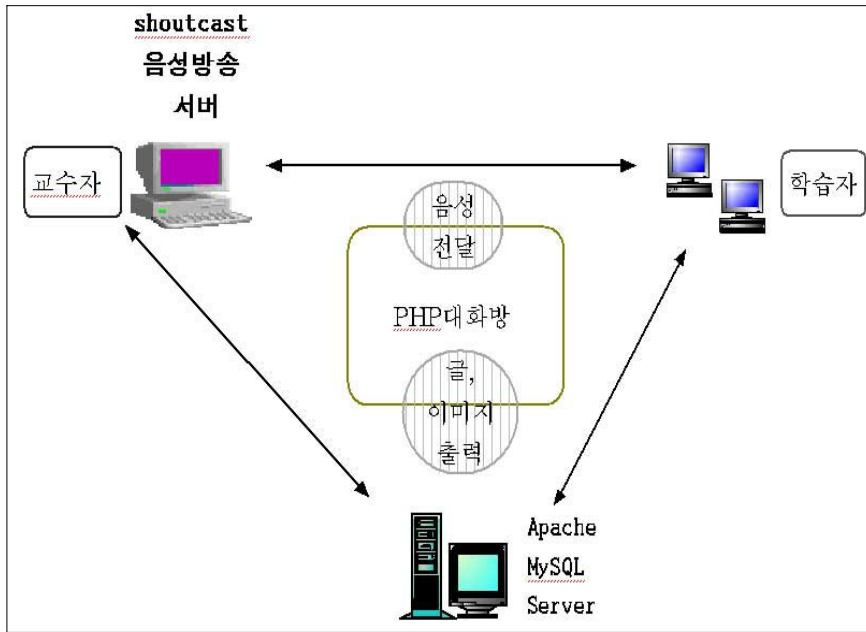 shoutcast
음성방송
서버
교수자
학습자
음성
전달
PHP대화방
글,
이미지
출력
Apache
MySQL
Server